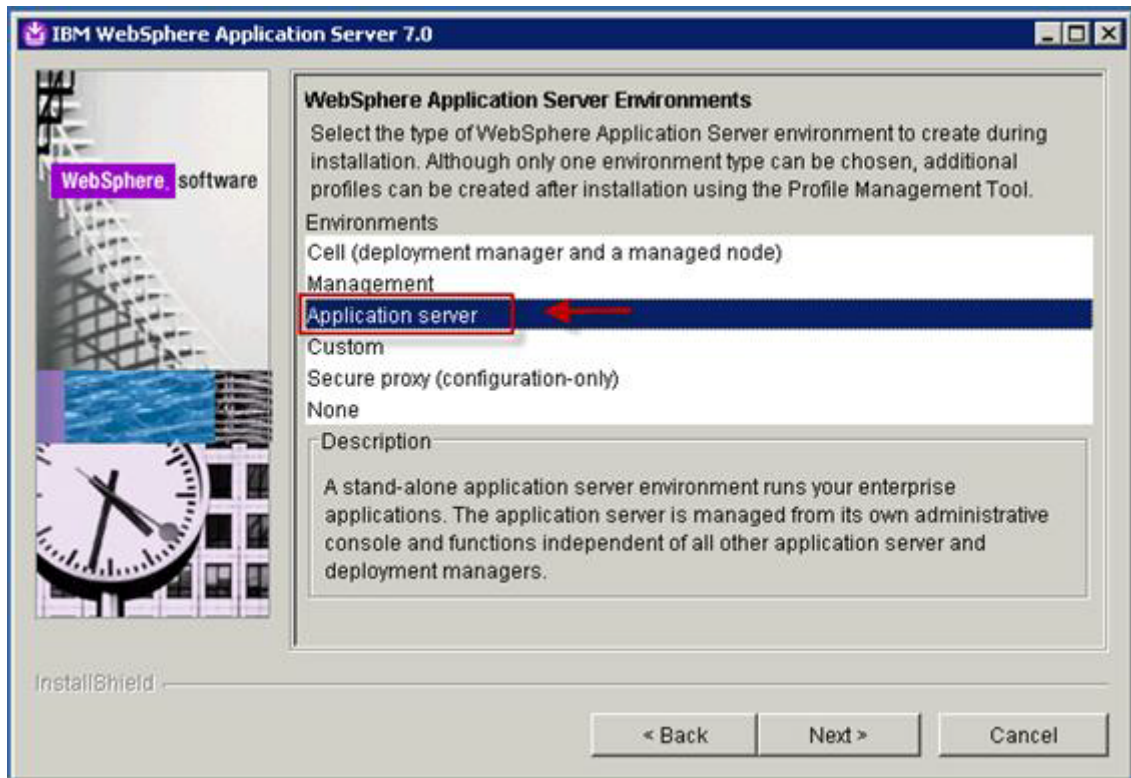 IBM WebSphere Application Server 7.0
WebSphere software
WebSphere Application Server Environments
Select the type of WebSphere Application Server environment to create during
installation. Although only one environment type can be chosen, additional
profiles can be created after installation using the Profile Management Tool.
Environments
Cell (deployment manager and a managed node)
Management
Application server
Custom
Secure proxy (configuration-only)
None
Description
A stand-alone application server environment runs your enterprise
applications. The application server is managed from its own administrative
console and functions independent of all other application server and
deployment managers.
InstallShield
< Back Next > Cancel